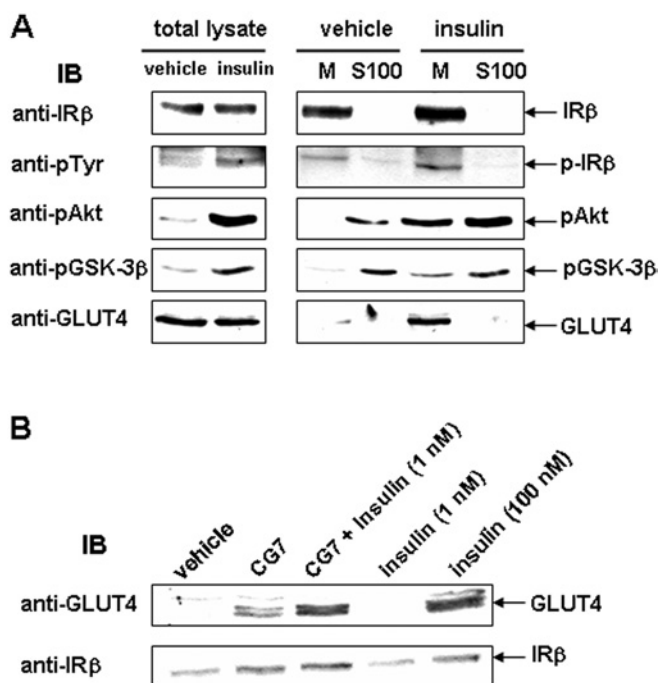 A
total lysate vehicle insulin
IB vehicle insulin M S100 M S100
anti-IRβ IRβ
anti-pTyr p-IRβ
anti-pAkt pAkt
anti-pGSK-3β pGSK-3β
anti-GLUT4 GLUT4
B
IB vehicle CG7 CG7 + Insulin (1 nM) insulin (1 nM) insulin (100 nM)
anti-GLUT4 GLUT4
anti-IRβ IRβ